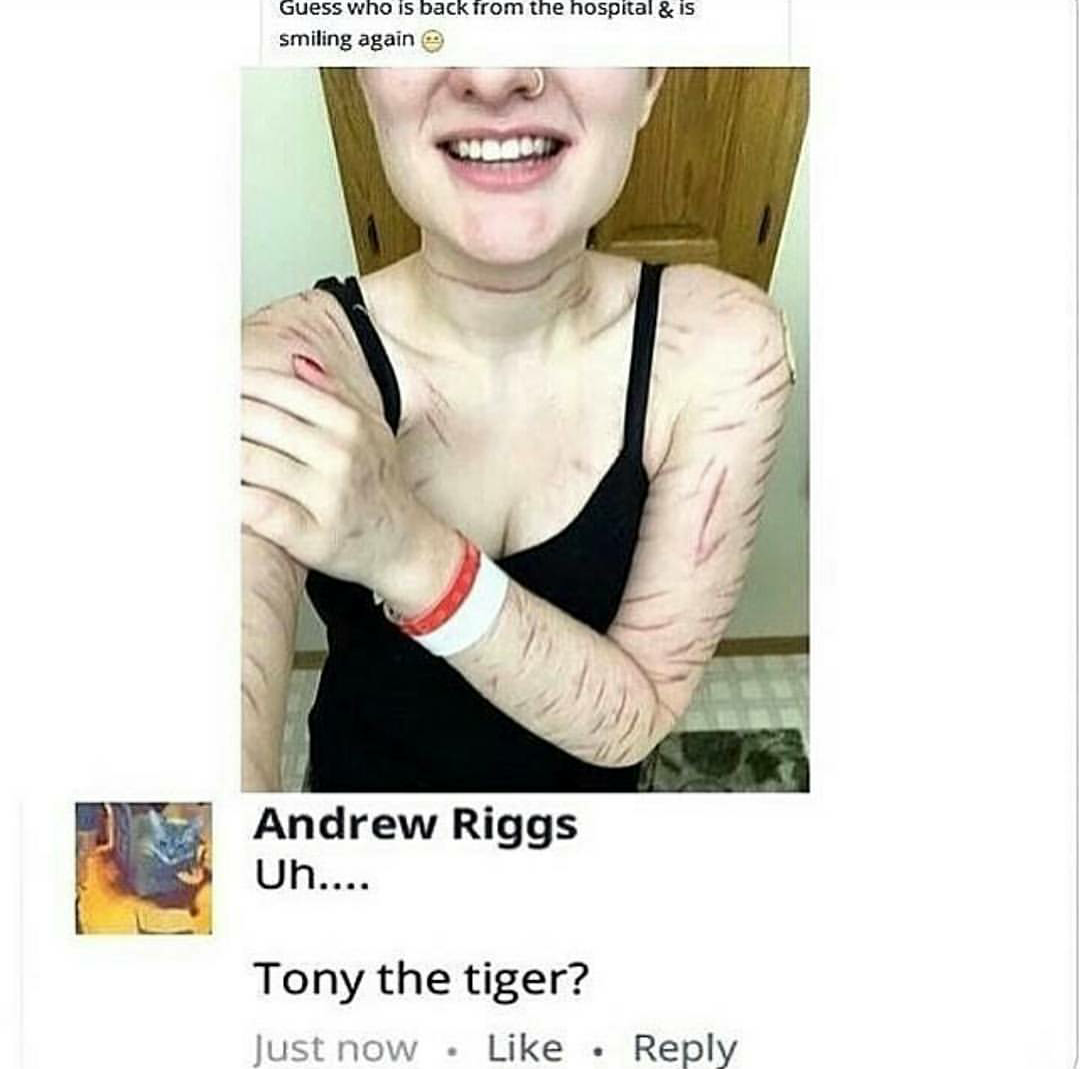 Guess who is back from the hospital & is
smiling again 😁
Andrew Riggs
Uh....
Tony the tiger?
Just now • Like • Reply